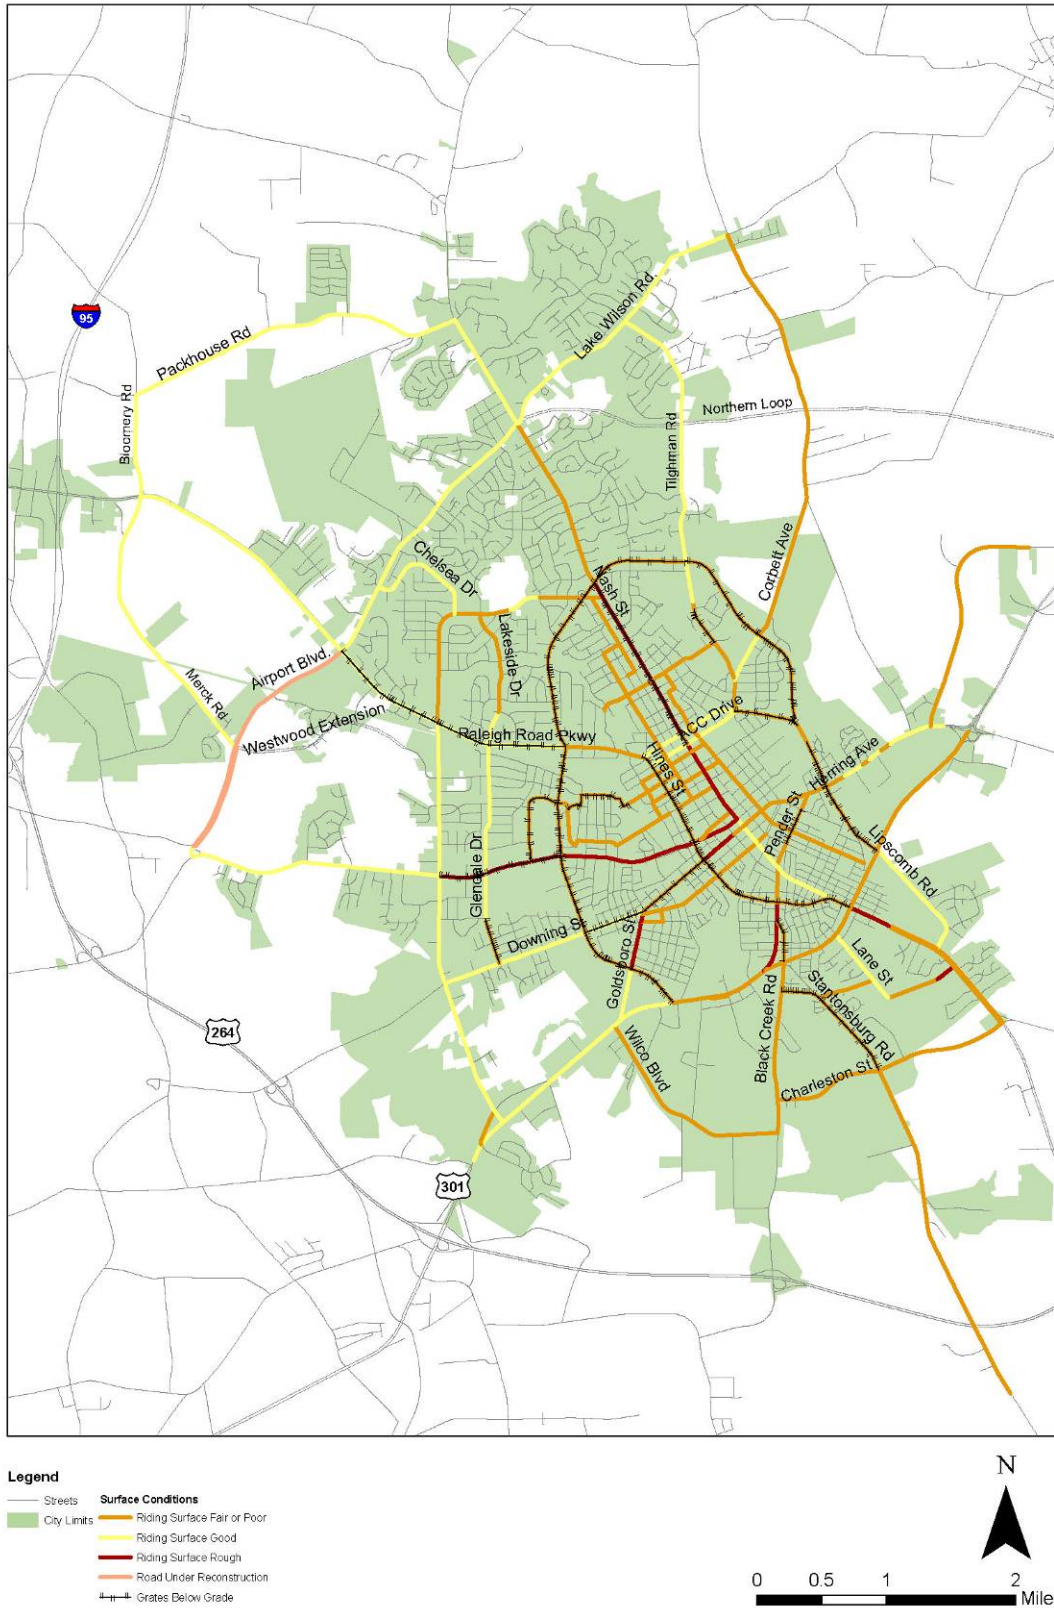 95
Packhouse Rd
Bloomery Rd
Lake Wilson Rd.
Northern Loop
Tilghman Rd
Corbett Ave
Chelsea Dr
Nash St
Lakeside Dr
Airport Blvd.
Merck Rd
Westwood Extension
Raleigh Road Pkwy
ACC Drive
Hines St
Herring Ave
Pender St
Lipscomb Rd
Glendale Dr
Downing St
Goldsboro St
Lane St
Stantonsburg Rd
Black Creek Rd
Wilco Blvd
Charleston St
264
301
Legend
Streets
City Limits
Surface Conditions
Riding Surface Fair or Poor
Riding Surface Good
Riding Surface Rough
Road Under Reconstruction
Grates Below Grade
N
0 0.5 1 2
Mile